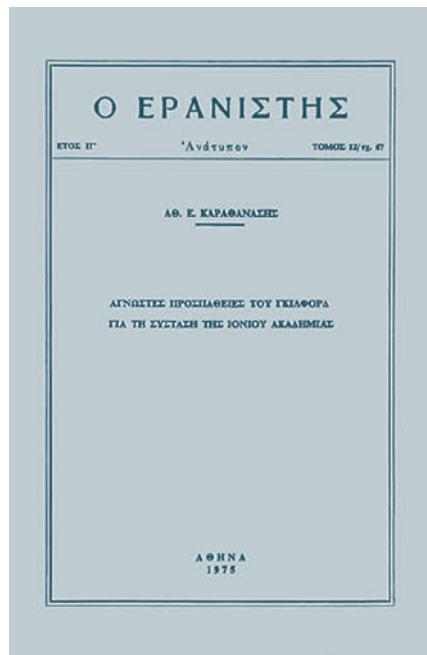 Ο ΕΡΑΝΙΣΤΗΣ
ΕΤΟΣ ΙΓ' Ἀνάτυπον ΤΟΜΟΣ 12/τχ. 67
ΑΘ. Ε. ΚΑΡΑΘΑΝΑΣΗΣ
ΑΓΝΩΣΤΕΣ ΠΡΟΣΠΑΘΕΙΕΣ ΤΟΥ ΓΚΙΛΦΟΡΔ
ΓΙΑ ΤΗ ΣΥΣΤΑΣΗ ΤΗΣ ΙΟΝΙΟΥ ΑΚΑΔΗΜΙΑΣ
ΑΘΗΝΑ
1975